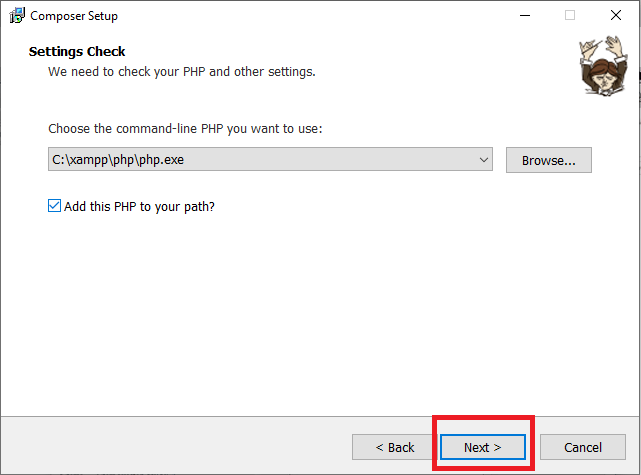 Composer Setup
Settings Check
We need to check your PHP and other settings.
Choose the command-line PHP you want to use:
C:\xampp\php\php.exe
Browse...
Add this PHP to your path?
< Back
Next >
Cancel